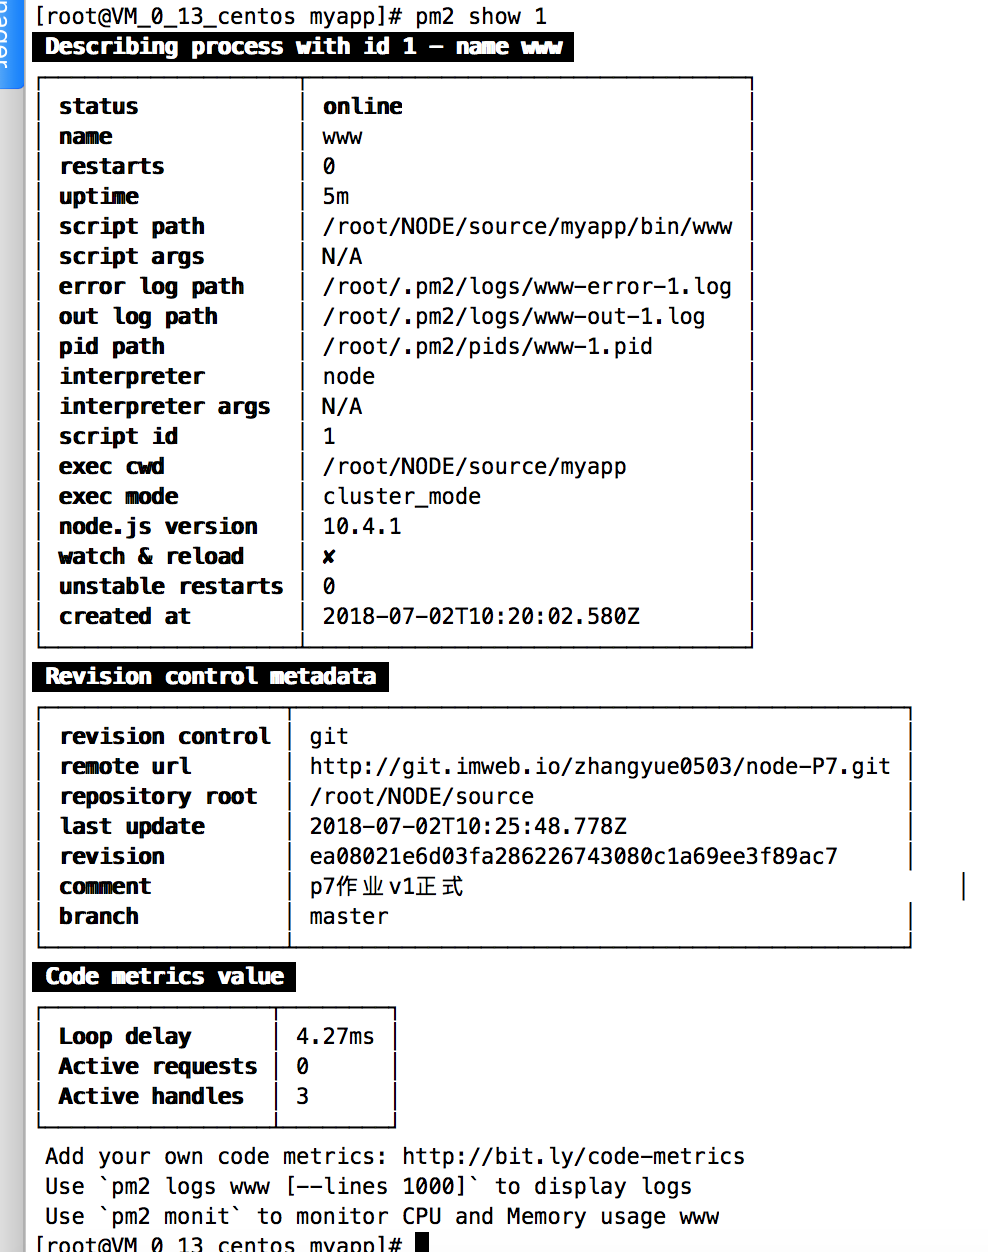 [root@VM_0_13_centos myapp]# pm2 show 1
Describing process with id 1 – name www
status online
name www
restarts 0
uptime 5m
script path /root/NODE/source/myapp/bin/www
script args N/A
error log path /root/.pm2/logs/www-error-1.log
out log path /root/.pm2/logs/www-out-1.log
pid path /root/.pm2/pids/www-1.pid
interpreter node
interpreter args N/A
script id 1
exec cwd /root/NODE/source/myapp
exec mode cluster_mode
node.js version 10.4.1
watch & reload ✘
unstable restarts 0
created at 2018-07-02T10:20:02.580Z
Revision control metadata
revision control git
remote url http://git.imweb.io/zhangyue0503/node-P7.git
repository root /root/NODE/source
last update 2018-07-02T10:25:48.778Z
revision ea08021e6d03fa286226743080c1a69ee3f89ac7
comment p7作业v1正式
branch master
Code metrics value
Loop delay 4.27ms
Active requests 0
Active handles 3
Add your own code metrics: http://bit.ly/code-metrics
Use `pm2 logs www [--lines 1000]` to display logs
Use `pm2 monit` to monitor CPU and Memory usage www
[root@VM_0_13_centos myapp]#